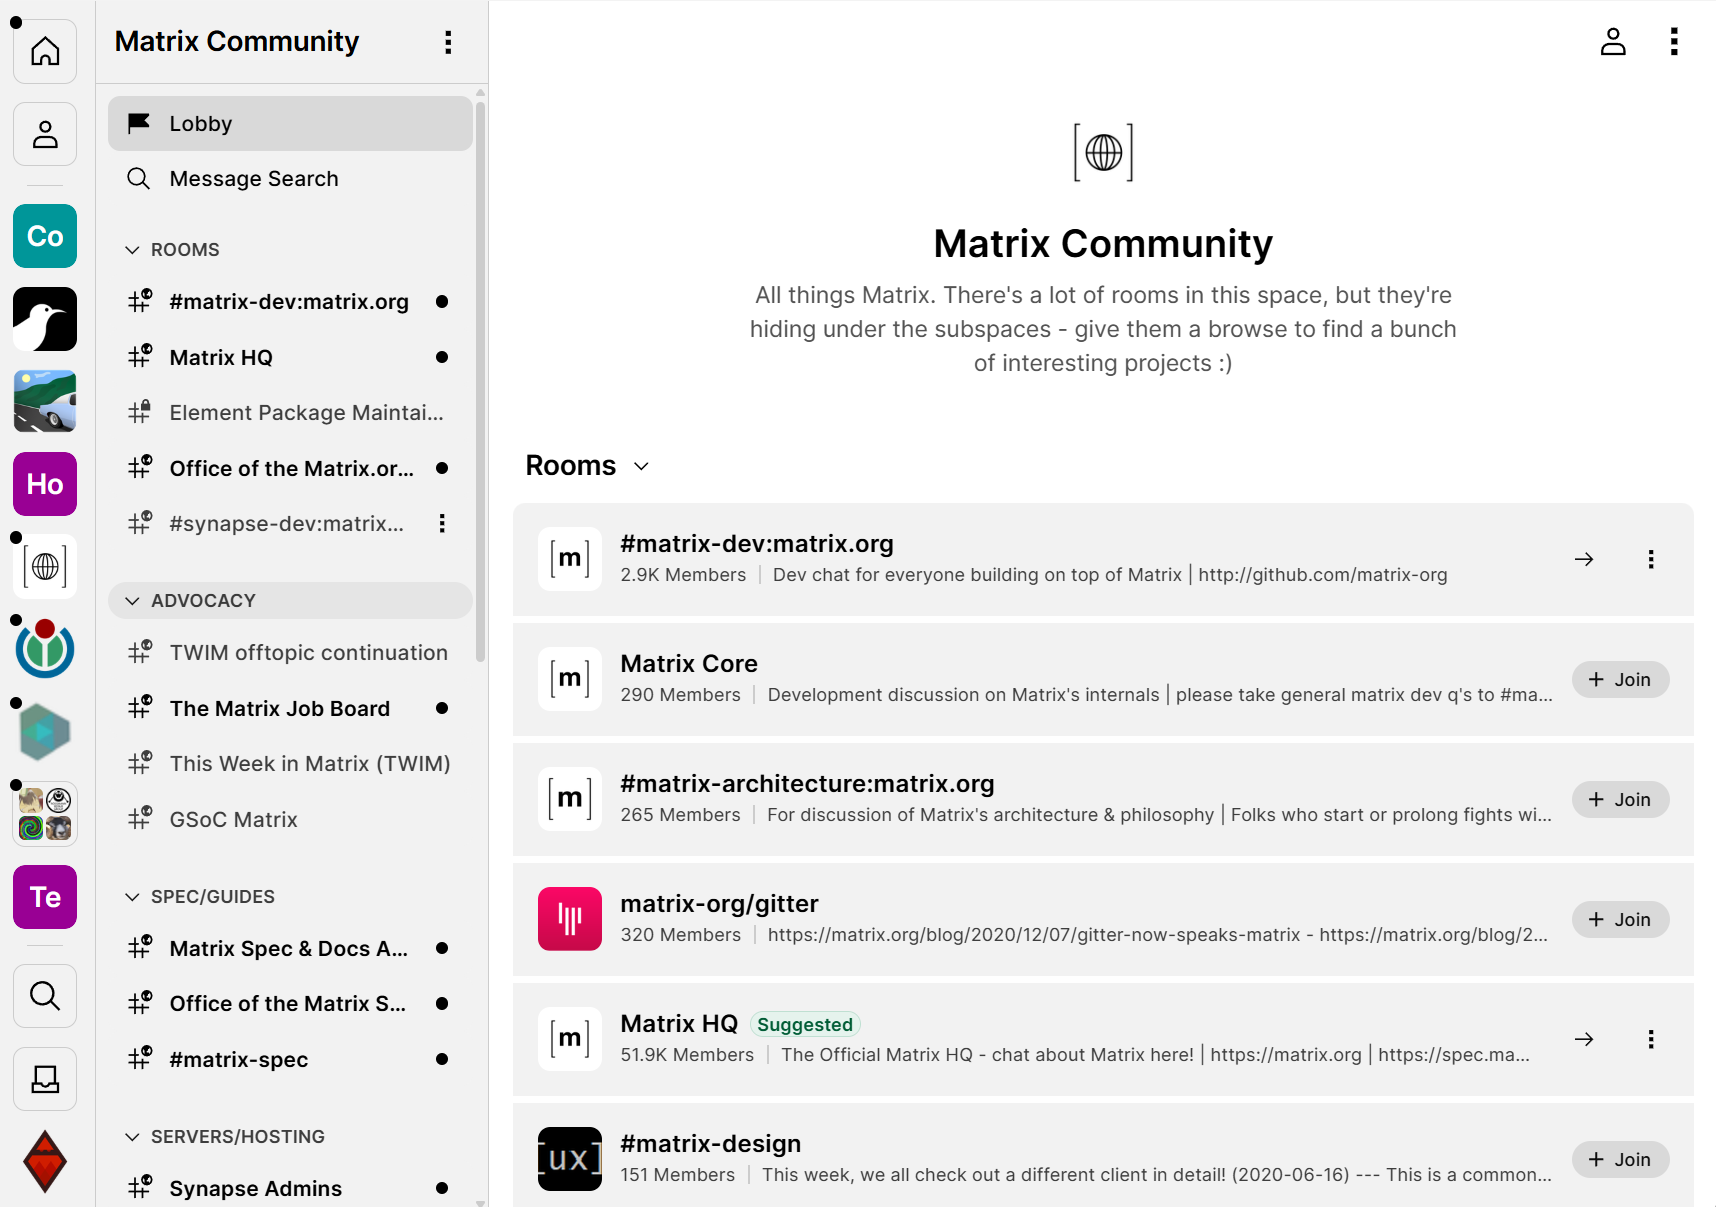 Matrix Community
Lobby
Message Search
ROOMS
#matrix-dev:matrix.org
Matrix HQ
Element Package Maintai...
Office of the Matrix.or...
#synapse-dev:matrix...
ADVOCACY
TWIM offtopic continuation
The Matrix Job Board
This Week in Matrix (TWIM)
GSoC Matrix
SPEC/GUIDES
Matrix Spec & Docs A...
Office of the Matrix S...
#matrix-spec
SERVERS/HOSTING
Synapse Admins
Co
Ho
Te
Matrix Community
All things Matrix. There's a lot of rooms in this space, but they're
hiding under the subspaces - give them a browse to find a bunch
of interesting projects :)
Rooms
[m]
#matrix-dev:matrix.org
2.9K Members | Dev chat for everyone building on top of Matrix | http://github.com/matrix-org
[m]
Matrix Core
290 Members | Development discussion on Matrix's internals | please take general matrix dev q's to #ma...
+ Join
[m]
#matrix-architecture:matrix.org
265 Members | For discussion of Matrix's architecture & philosophy | Folks who start or prolong fights wi...
+ Join
matrix-org/gitter
320 Members | https://matrix.org/blog/2020/12/07/gitter-now-speaks-matrix - https://matrix.org/blog/2...
+ Join
[m]
Matrix HQ Suggested
51.9K Members | The Official Matrix HQ - chat about Matrix here! | https://matrix.org | https://spec.ma...
[ux]
#matrix-design
151 Members | This week, we all check out a different client in detail! (2020-06-16) --- This is a common...
+ Join